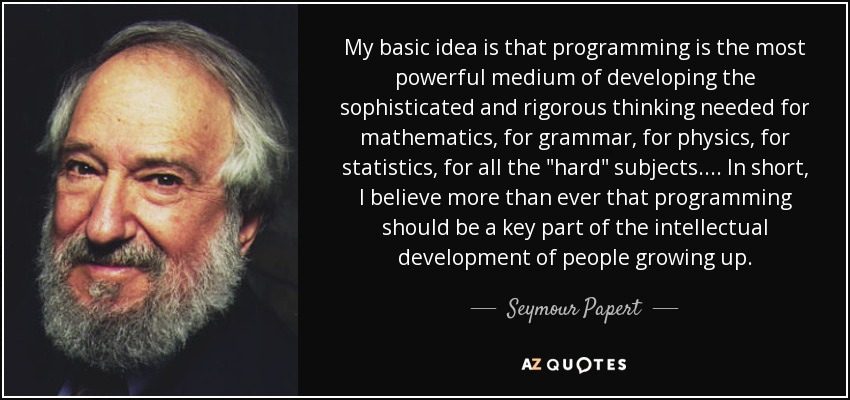 My basic idea is that programming is the most
powerful medium of developing the
sophisticated and rigorous thinking needed for
mathematics, for grammar, for physics, for
statistics, for all the "hard" subjects.... In short,
I believe more than ever that programming
should be a key part of the intellectual
development of people growing up.
Seymour Papert
AZ QUOTES